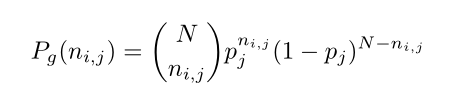 $P_g(n_{i,j}) = \binom{N}{n_{i,j}} p_j^{n_{i,j}} (1 - p_j)^{N - n_{i,j}}$